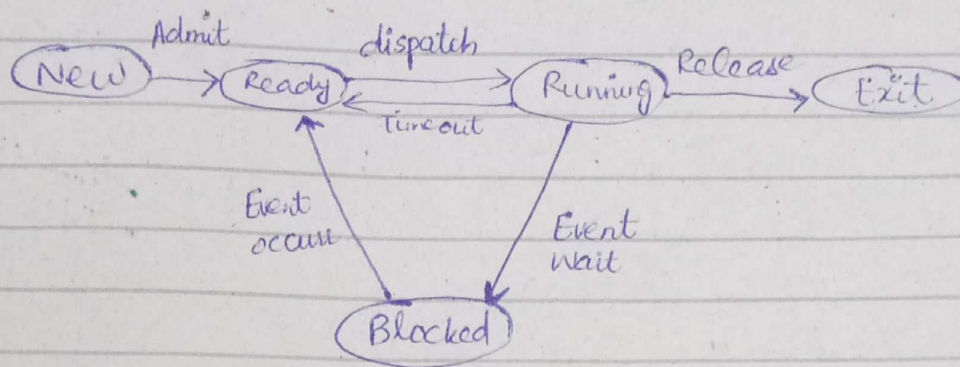 Admit
dispatch
New
Ready
Running
Release
Exit
Timeout
Event
occurs
Event
Wait
Blocked